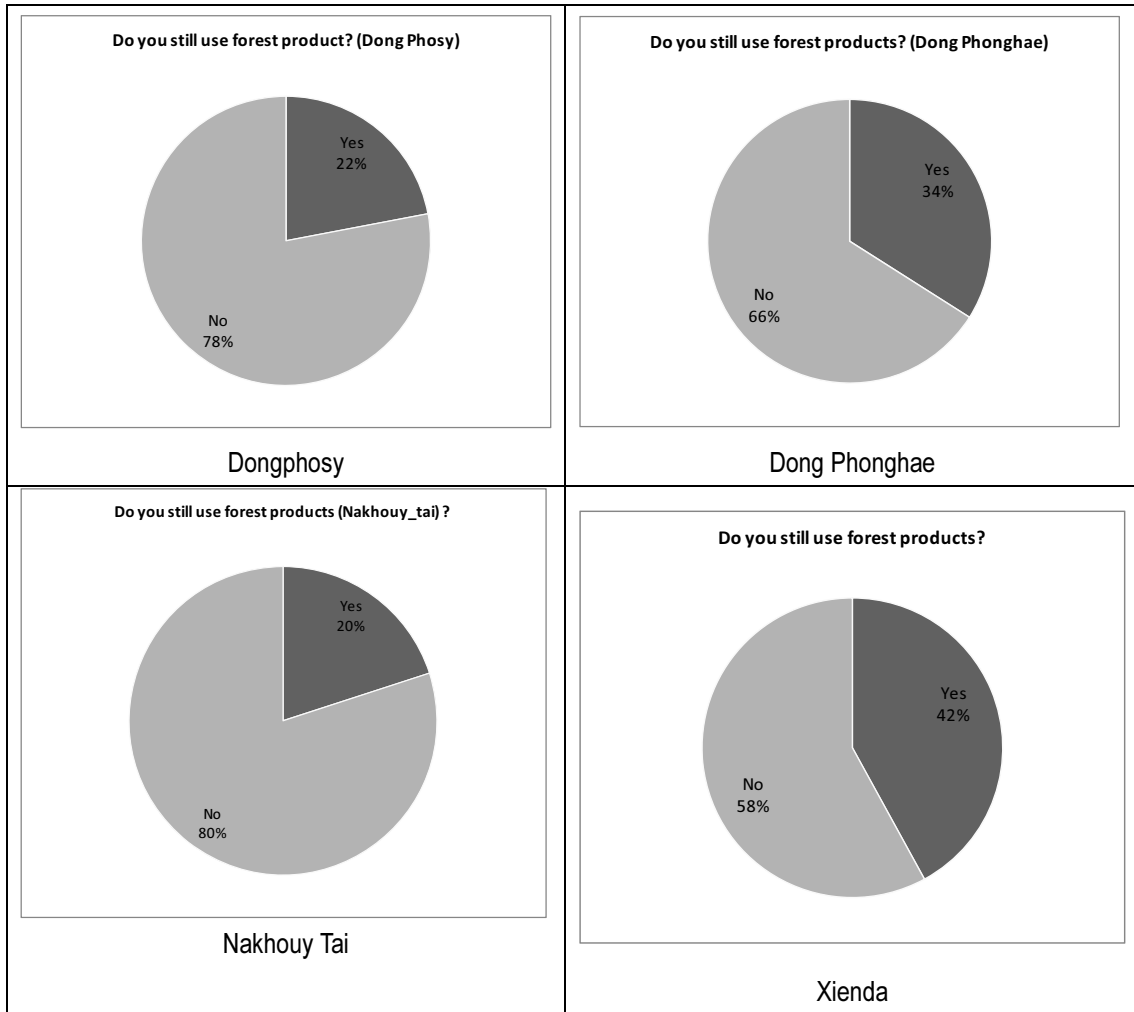 Do you still use forest product? (Dong Phosy)
Yes
22%
No
78%
Dongphosy
Do you still use forest products? (Dong Phonghae)
Yes
34%
No
66%
Dong Phonghae
Do you still use forest products (Nakhouy_tai) ?
Yes
20%
No
80%
Nakhouy Tai
Do you still use forest products?
Yes
42%
No
58%
Xienda